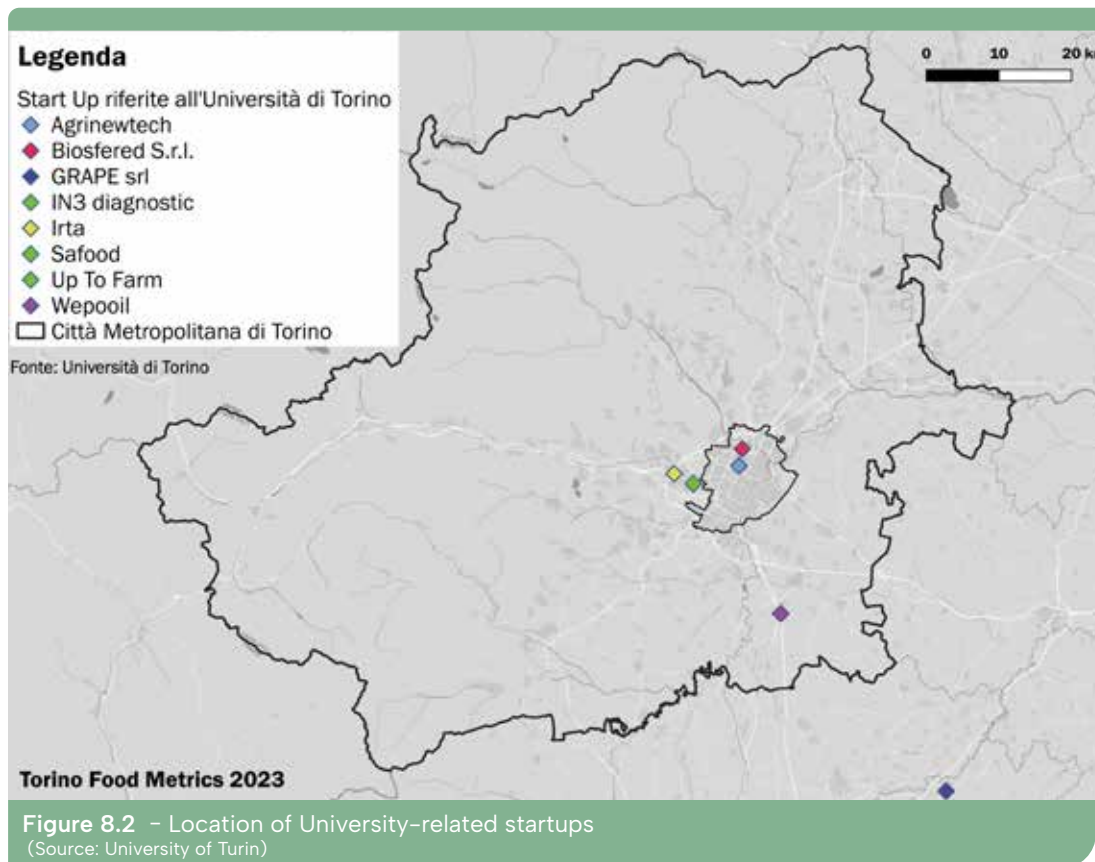 Legenda
Start Up riferite all'Università di Torino
Agrinewtech
Biosfered S.r.l.
GRAPE srl
IN3 diagnostic
Irta
Safood
Up To Farm
Wepooil
Città Metropolitana di Torino
Fonte: Università di Torino
0 10 20 k
Torino Food Metrics 2023
Figure 8.2 - Location of University-related startups
(Source: University of Turin)